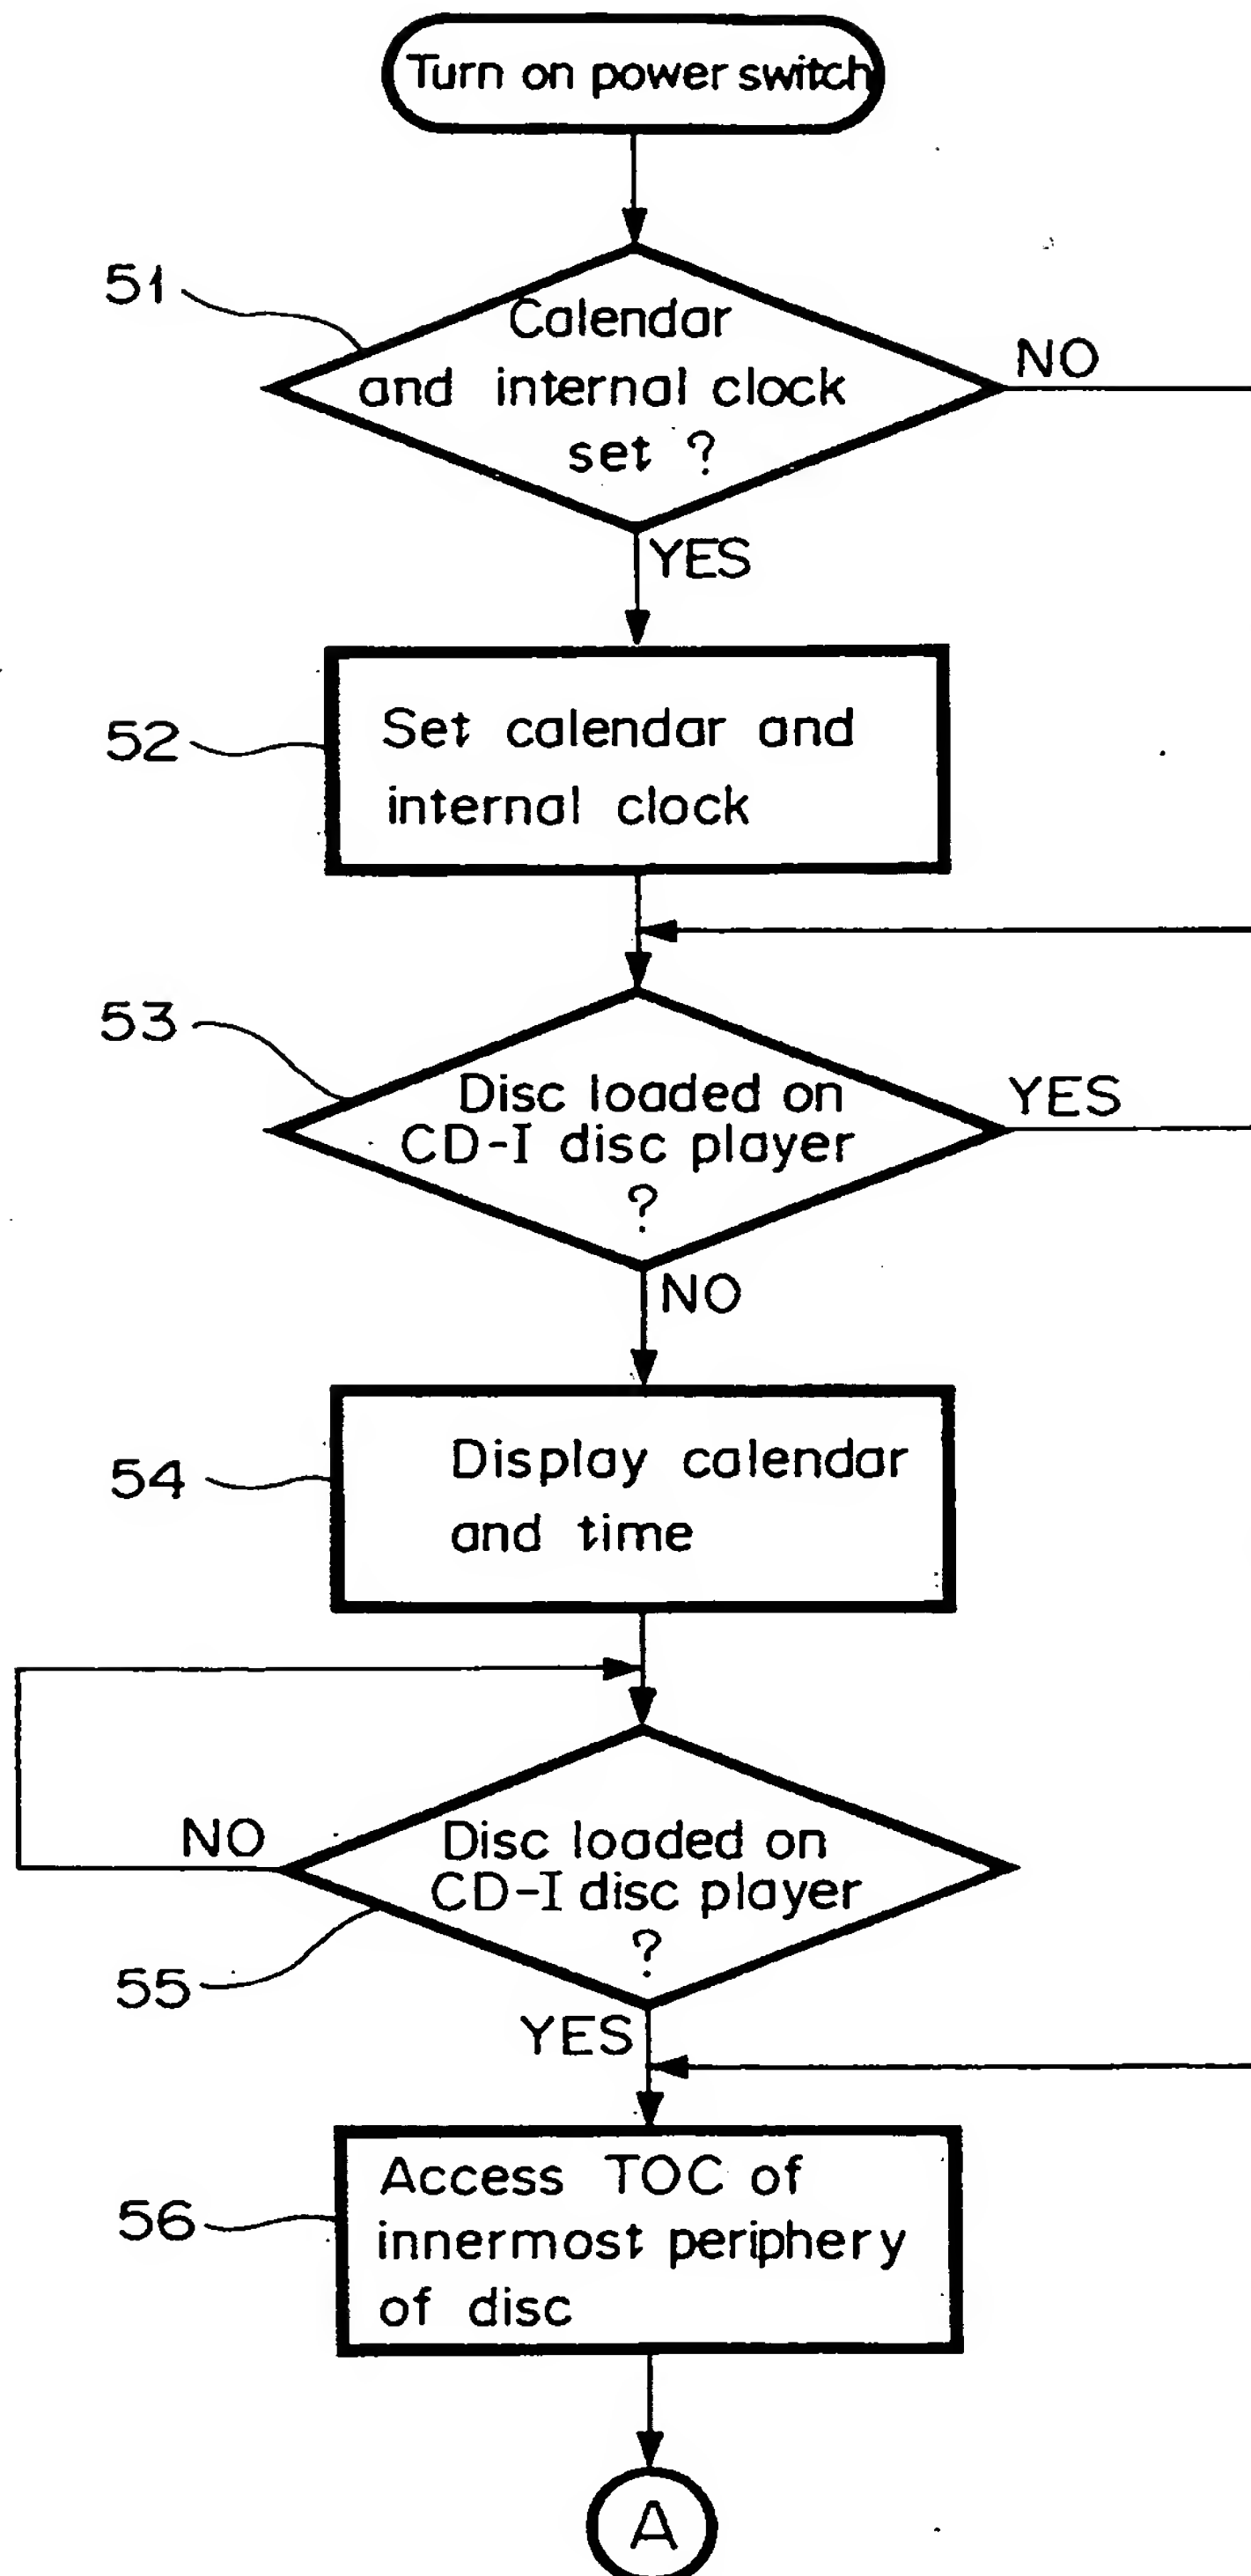 Turn on power switch
51
Calendar
and internal clock
set ?
NO
YES
52
Set calendar and
internal clock
53
Disc loaded on
CD-I disc player
?
YES
NO
54
Display calendar
and time
NO
Disc loaded on
CD-I disc player
?
55
YES
56
Access TOC of
innermost periphery
of disc
A